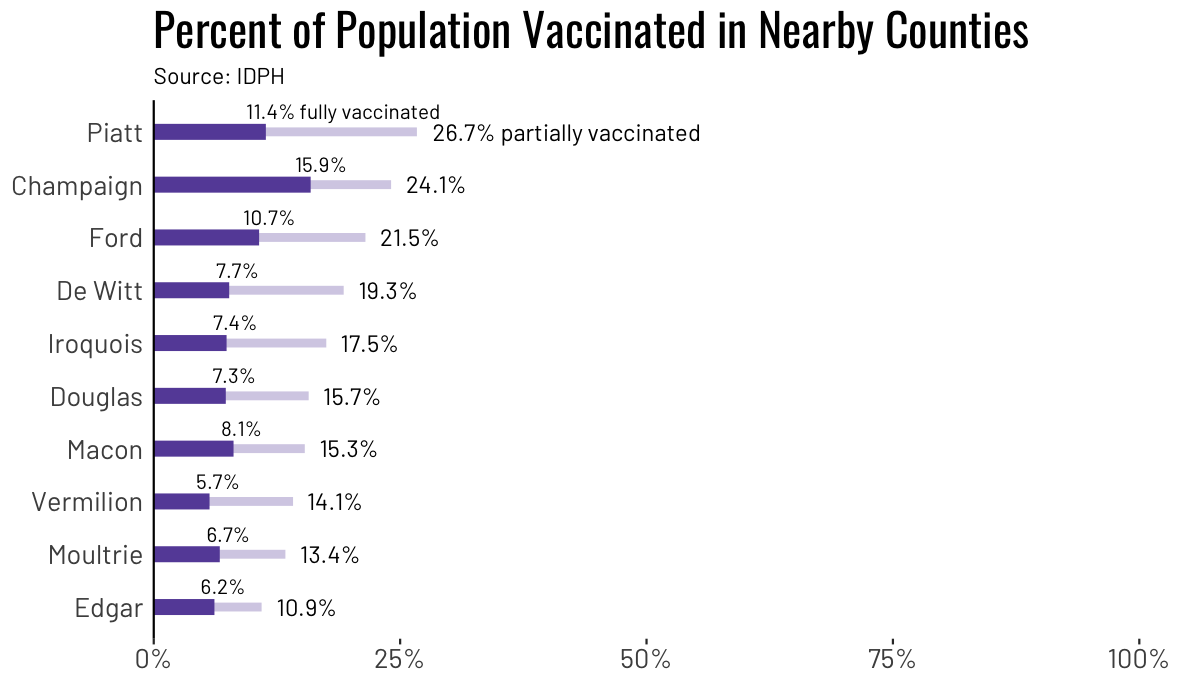 Percent of Population Vaccinated in Nearby Counties
Source: IDPH
11.4% fully vaccinated
Piatt 26.7% partially vaccinated
15.9%
Champaign 24.1%
10.7%
Ford 21.5%
7.7%
De Witt 19.3%
7.4%
Iroquois 17.5%
7.3%
Douglas 15.7%
8.1%
Macon 15.3%
5.7%
Vermilion 14.1%
6.7%
Moultrie 13.4%
6.2%
Edgar 10.9%
0% 25% 50% 75% 100%